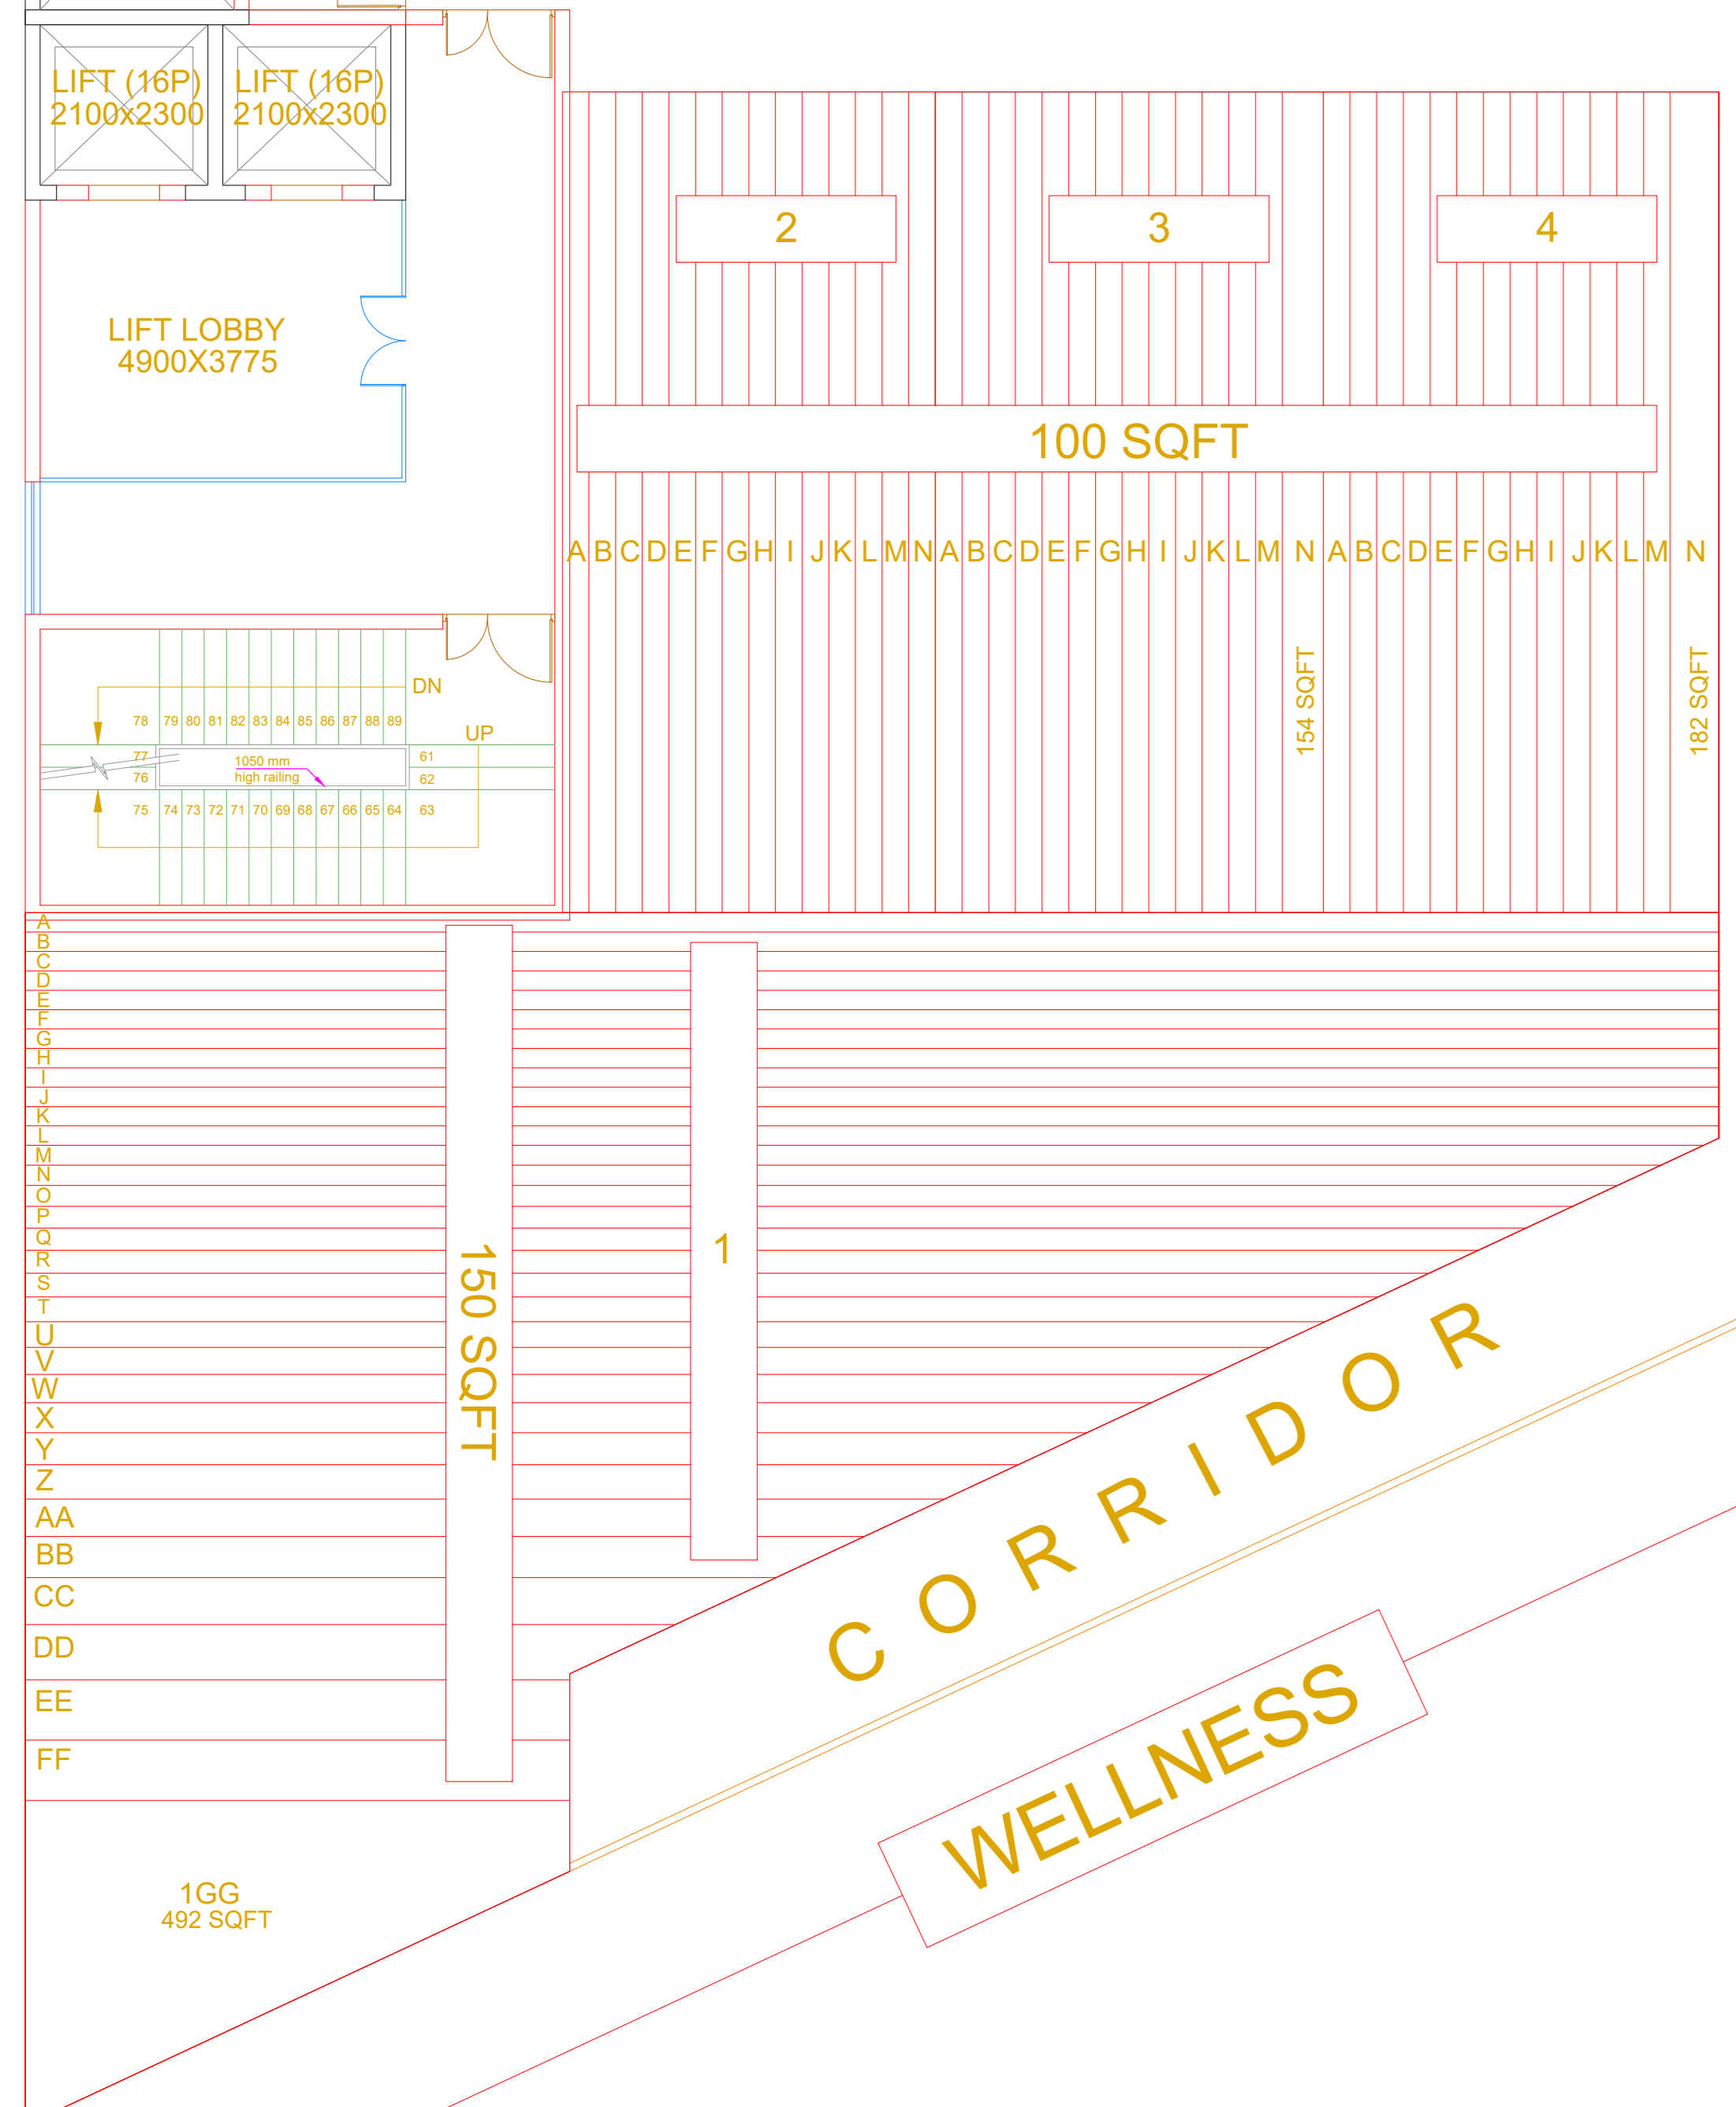 LIFT (16P)
2100X2300
LIFT (16P)
2100X2300
2
3
4
LIFT LOBBY
4900X3775
100 SQFT
A B C D E F G H I J K L M N A B C D E F G H I J K L M N A B C D E F G H I J K L M N
154 SQFT
182 SQFT
DN
UP
78 79 80 81 82 83 84 85 86 87 88 89
77
76
1050 mm
high railing
61
62
75 74 73 72 71 70 69 68 67 66 65 64 63
A
B
C
D
E
F
G
H
I
J
K
L
M
N
O
P
Q
R
S
T
U
V
W
X
Y
Z
AA
BB
CC
DD
EE
FF
150 SQFT
1
CORRIDOR
WELLNESS
1GG
492 SQFT